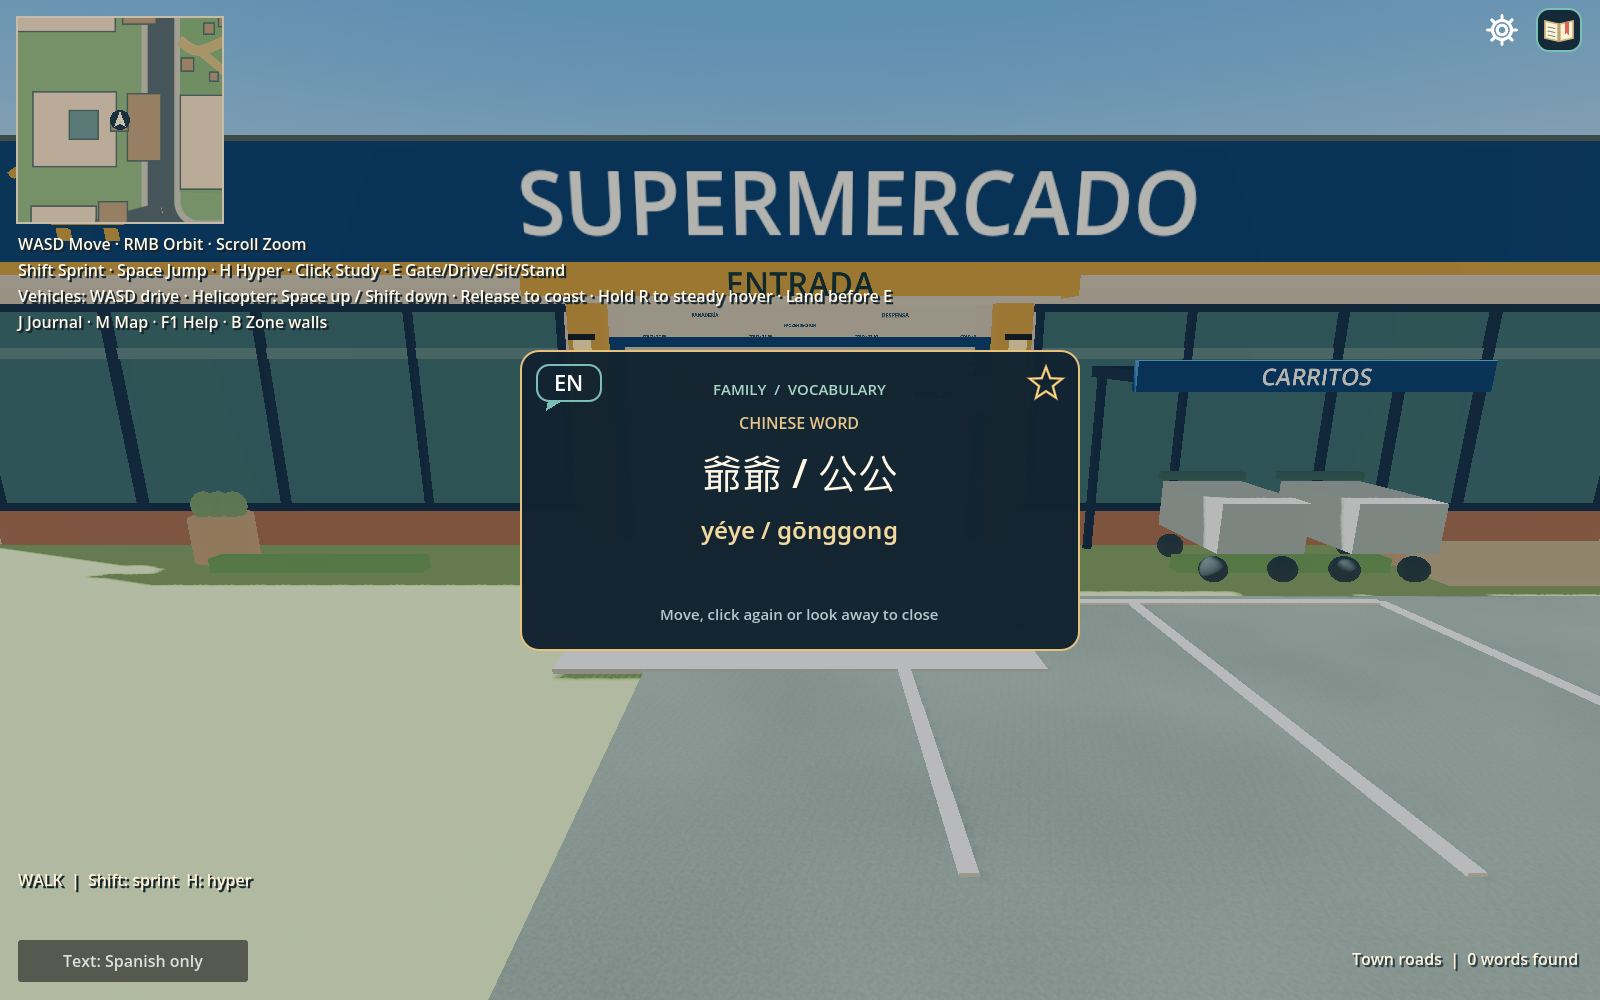 SUPERMERCADO
WASD Move · RMB Orbit · Scroll Zoom
Shift Sprint · Space Jump · H Hyper · Click Study · E Gate/Drive/Sit/Stand
ENTRADA
Vehicles: WASD drive · Helicopter: Space up / Shift down · Release to coast · Hold R to steady hover · Land before E
J Journal · M Map · F1 Help · B Zone walls
PANADERÍA
DESPENSA
CARRITOS
EN
FAMILY / VOCABULARY
CHINESE WORD
爺爺 / 公公
yéye / gōnggong
Move, click again or look away to close
WALK | Shift: sprint H: hyper
Text: Spanish only
Town roads | 0 words found